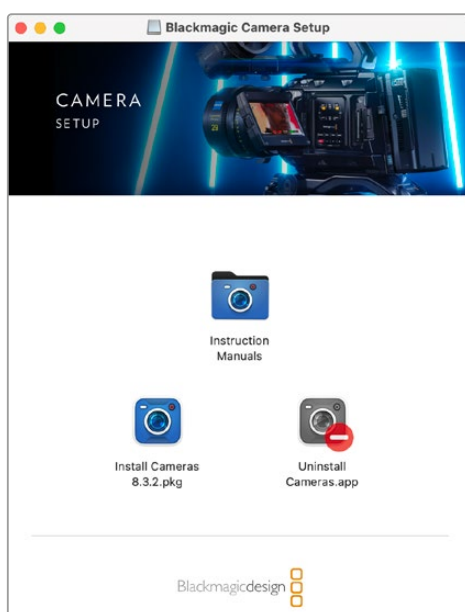 Blackmagic Camera Setup
CAMERA
SETUP
Instruction
Manuals
Install Cameras
8.3.2.pkg
Uninstall
Cameras.app
Blackmagicdesign